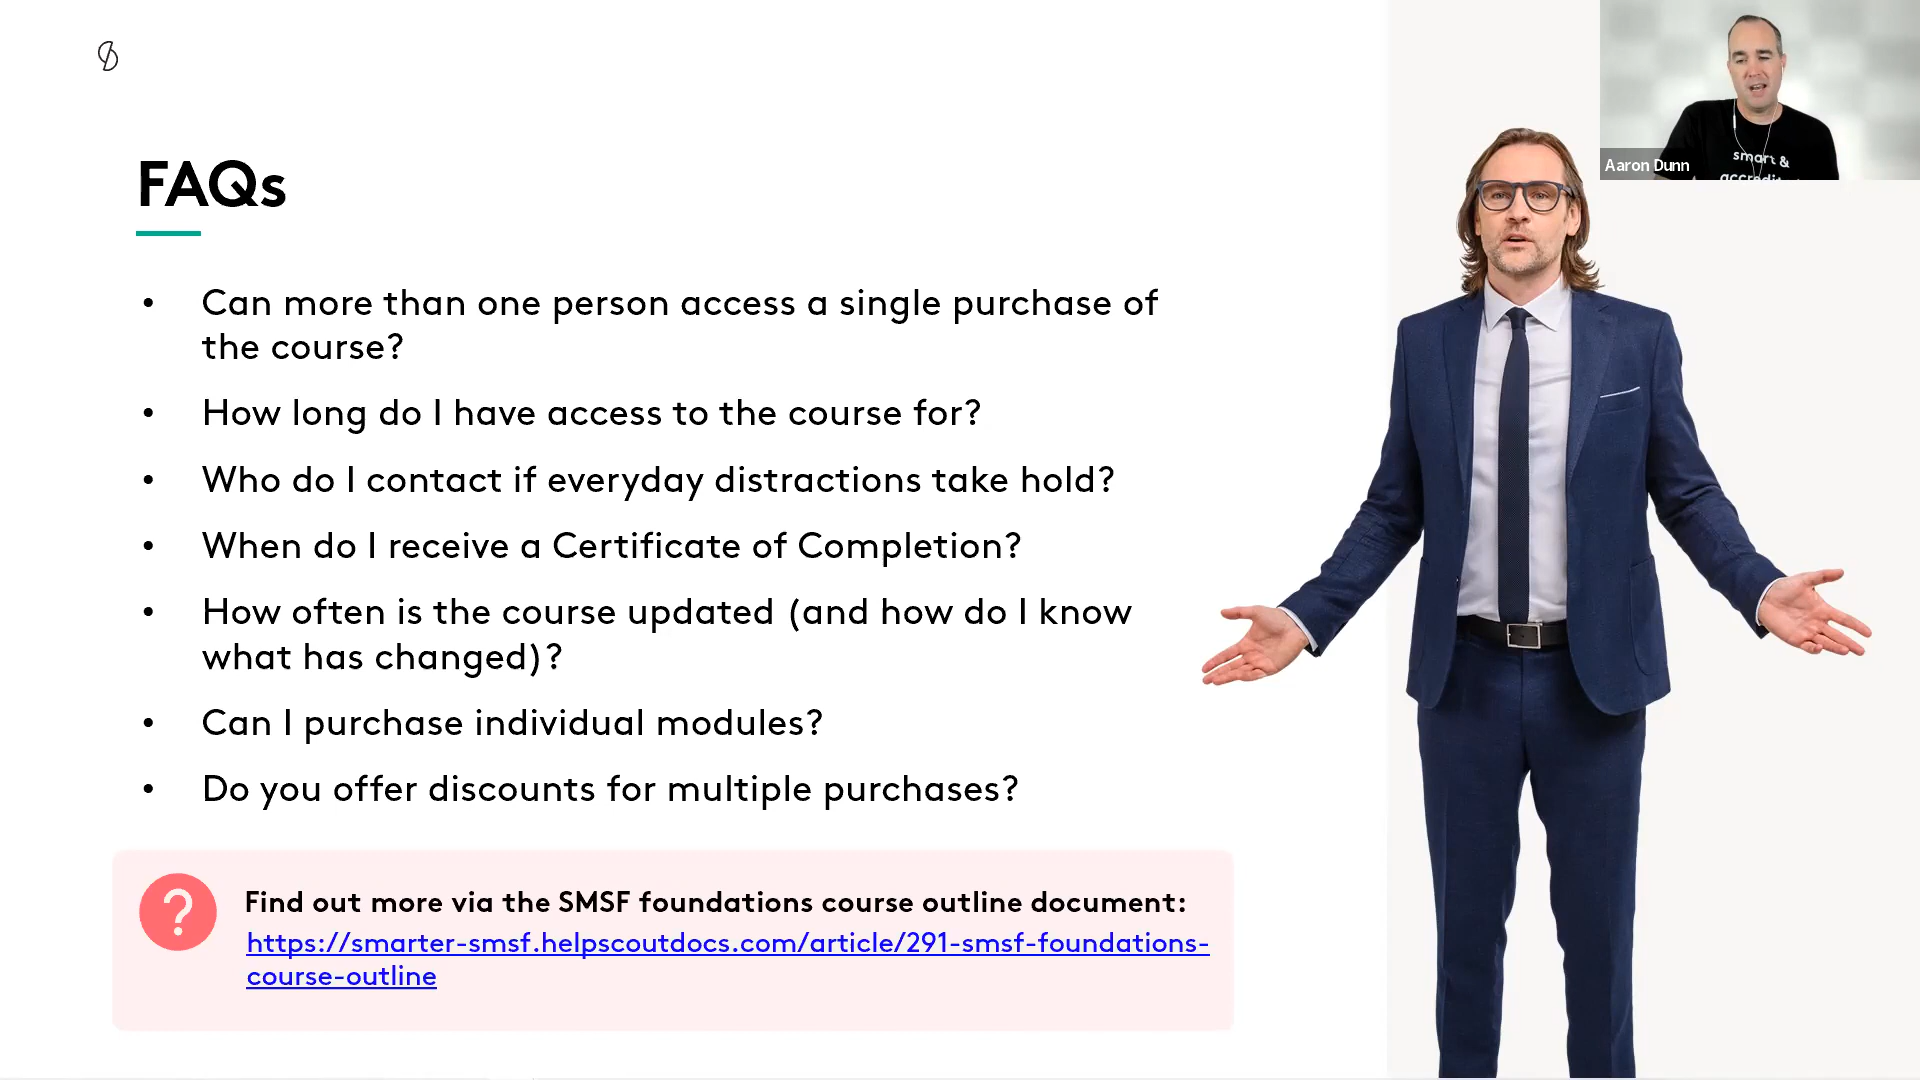 FAQs
• Can more than one person access a single purchase of
the course?
• How long do I have access to the course for?
• Who do I contact if everyday distractions take hold?
• When do I receive a Certificate of Completion?
• How often is the course updated (and how do I know
what has changed)?
• Can I purchase individual modules?
• Do you offer discounts for multiple purchases?
?
Find out more via the SMSF foundations course outline document:
https://smarter-smsf.helpscoutdocs.com/article/291-smsf-foundations-
course-outline
Aaron Dunn
smart &